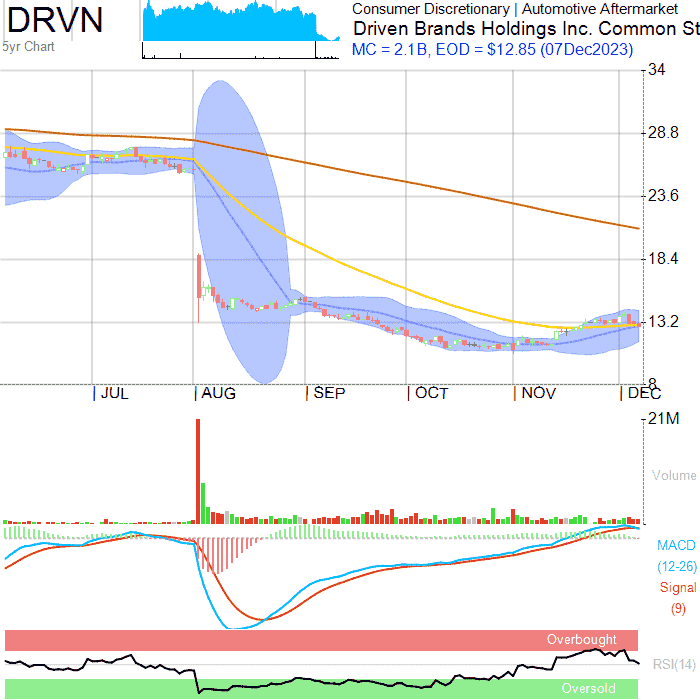 DRVN
5yr Chart
Consumer Discretionary | Automotive Aftermarket
Driven Brands Holdings Inc. Common St
MC = 2.1B, EOD = $12.85 (07Dec2023)
34
28.8
23.6
18.4
13.2
8
JUL AUG SEP OCT NOV DEC
21M
Volume
MACD
(12-26)
Signal
(9)
Overbought
RSI(14)
Oversold